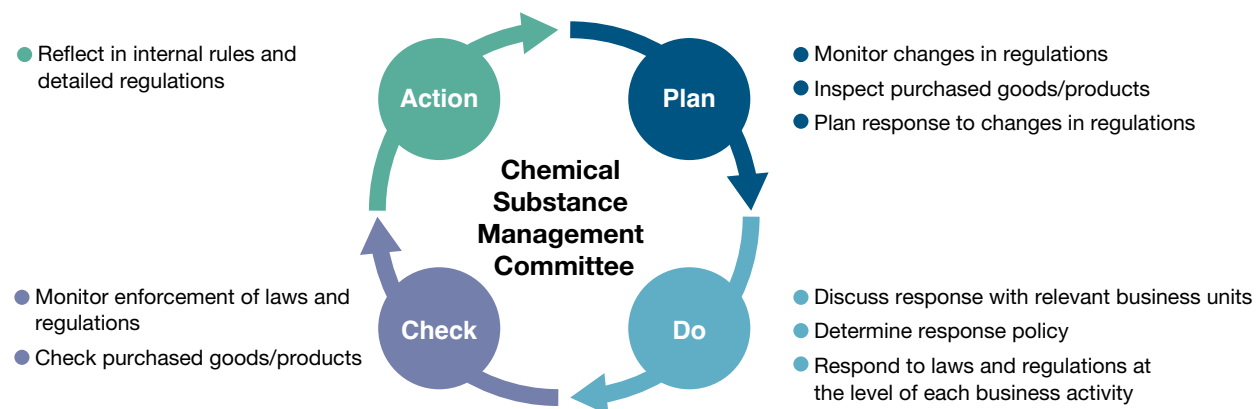 Action
Reflect in internal rules and
detailed regulations
Plan
Monitor changes in regulations
Inspect purchased goods/products
Plan response to changes in regulations
Chemical
Substance
Management
Committee
Check
Monitor enforcement of laws and
regulations
Check purchased goods/products
Do
Discuss response with relevant business units
Determine response policy
Respond to laws and regulations at
the level of each business activity